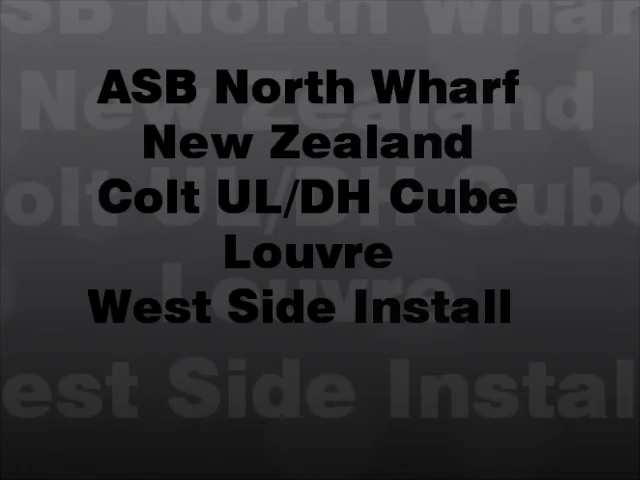 ASB North Wharf
New Zealand
Colt UL/DH Cube
Louvre
West Side Install